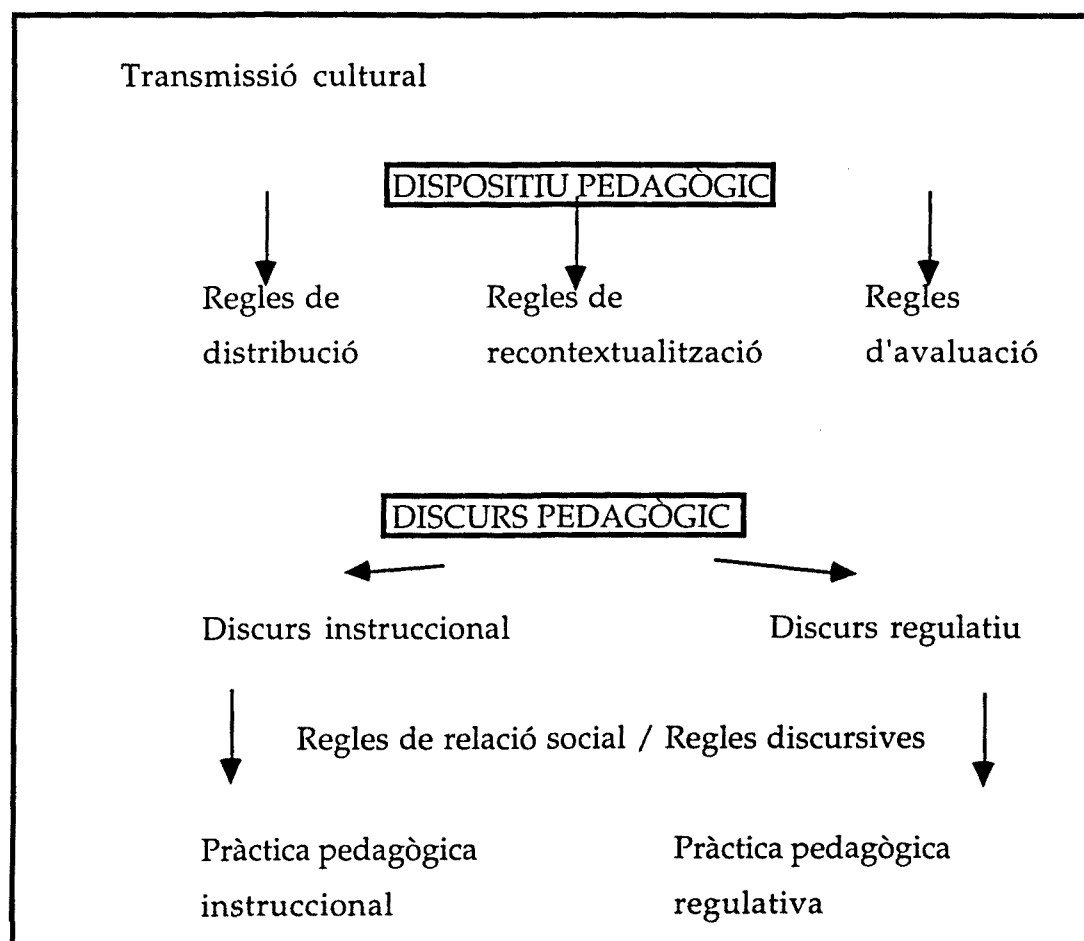 Transmissió cultural
DISPOSITIU PEDAGÒGIC
Regles de
distribució
Regles de
recontextualització
Regles
d'avaluació
DISCURS PEDAGÒGIC
Discurs instruccional
Discurs regulatiu
Regles de relació social / Regles discursives
Pràctica pedagògica
instruccional
Pràctica pedagògica
regulativa